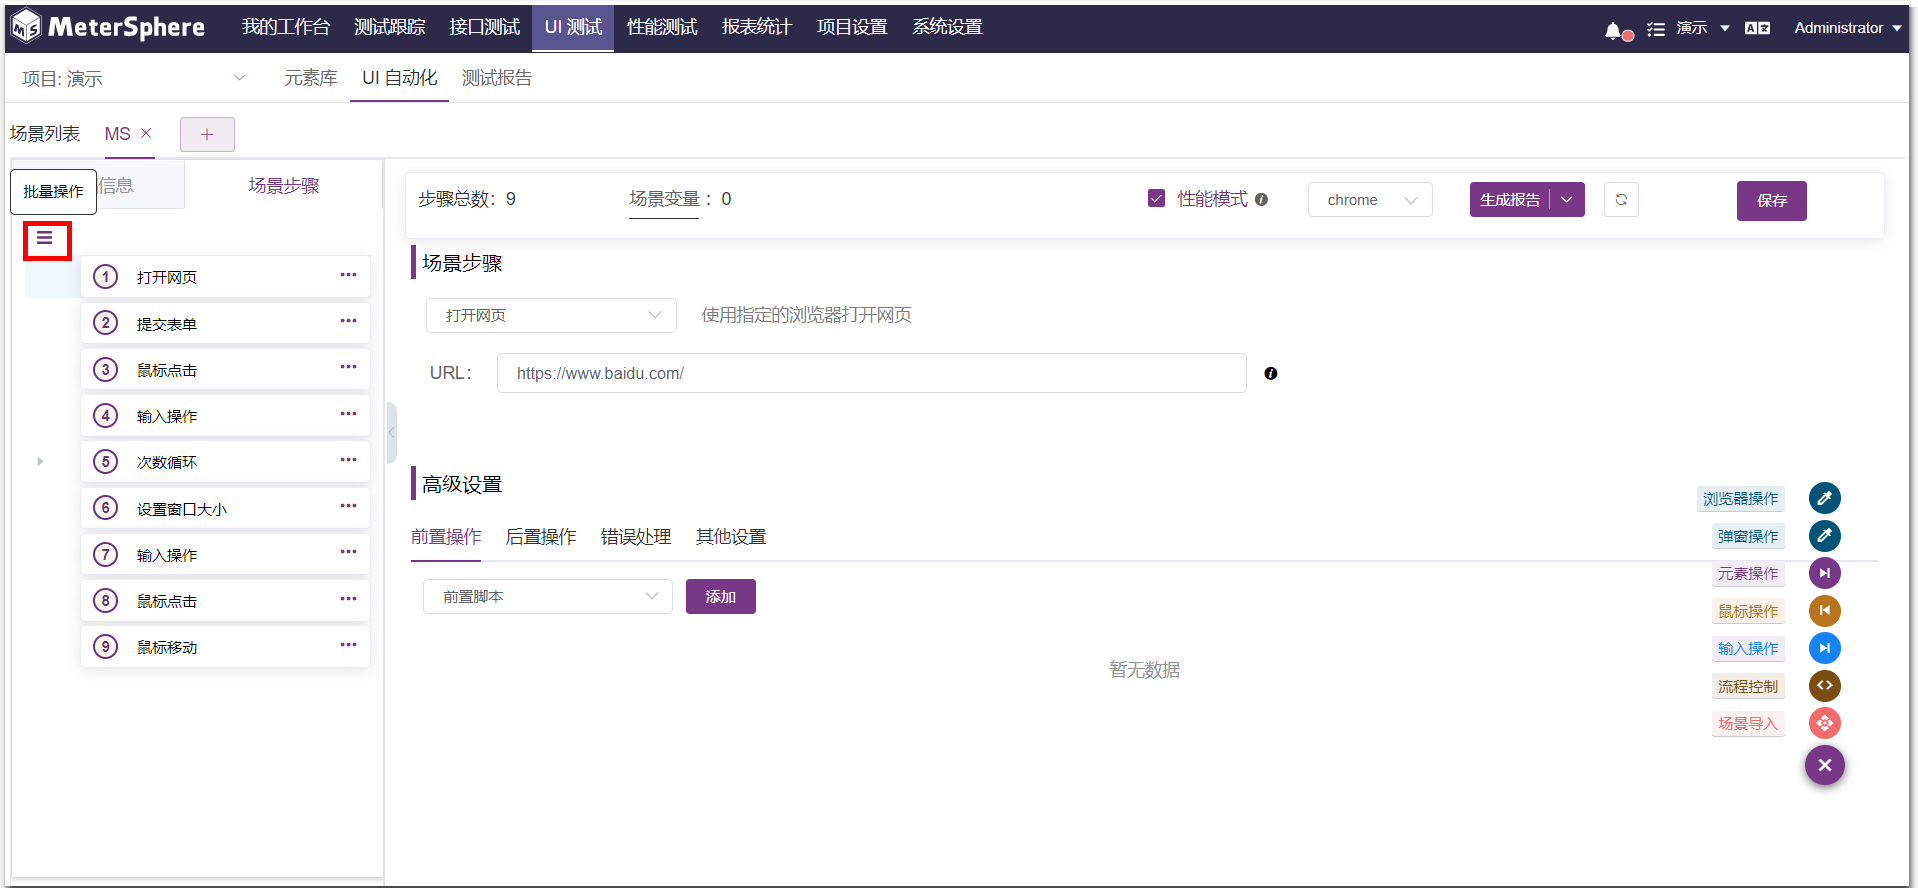 MeterSphere 我的工作台 测试跟踪 接口测试 UI 测试 性能测试 报表统计 项目设置 系统设置 演示 Administrator
项目: 演示 元素库 UI 自动化 测试报告
场景列表 MS
批量操作 信息 场景步骤
步骤总数: 9 场景变量 : 0 性能模式 chrome 生成报告 保存
场景步骤
1 打开网页
2 提交表单
3 鼠标点击
4 输入操作
5 次数循环
6 设置窗口大小
7 输入操作
8 鼠标点击
9 鼠标移动
打开网页 使用指定的浏览器打开网页
URL: https://www.baidu.com/
高级设置
前置操作 后置操作 错误处理 其他设置
前置脚本 添加
暂无数据
浏览器操作
弹窗操作
元素操作
鼠标操作
输入操作
流程控制
场景导入